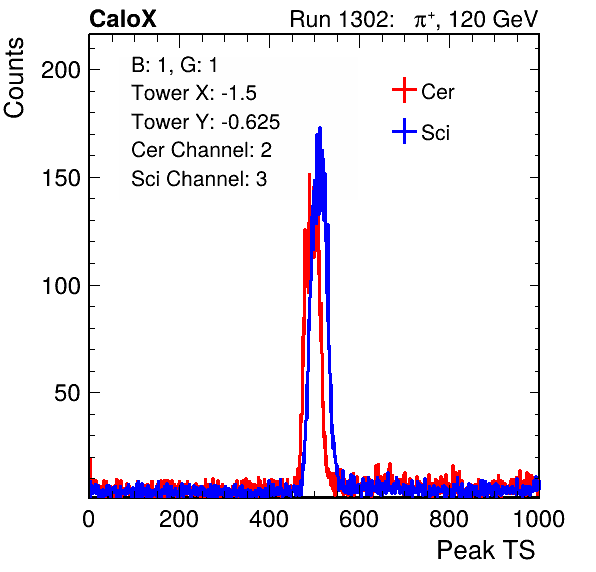 CaloX Run 1302: π⁺, 120 GeV
Counts
200
150
100
50
B: 1, G: 1
Tower X: -1.5
Tower Y: -0.625
Cer Channel: 2
Sci Channel: 3
Cer
Sci
0 200 400 600 800 1000
Peak TS